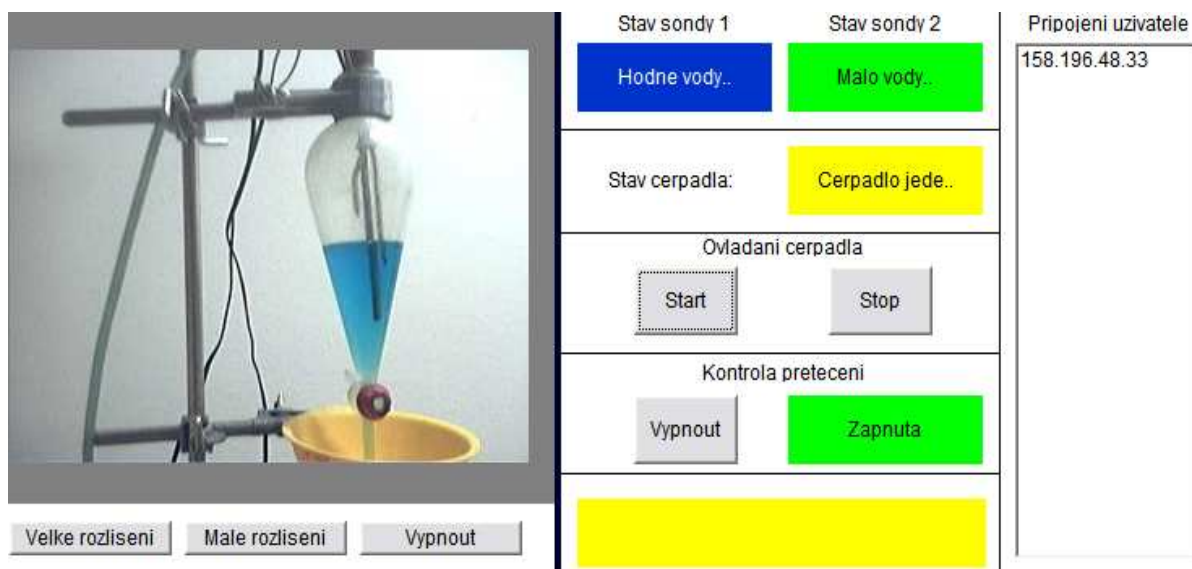 Stav sondy 1
Stav sondy 2
Pripojeni uzivatele
Hodne vody..
Malo vody..
158.196.48.33
Stav cerpadla:
Cerpadlo jede..
Ovladani cerpadla
Start
Stop
Kontrola preteceni
Vypnout
Zapnuta
Velke rozliseni
Male rozliseni
Vypnout